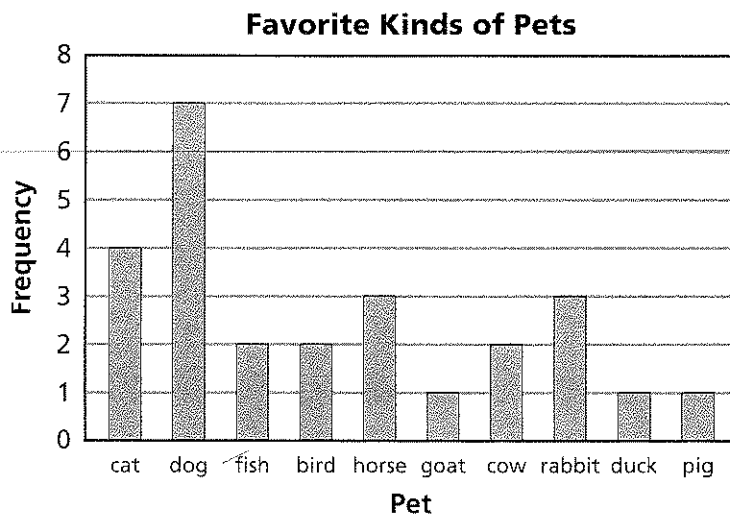 Favorite Kinds of Pets
8
7
6
5
4
3
2
1
0
Frequency
cat dog fish bird horse goat cow rabbit duck pig
Pet